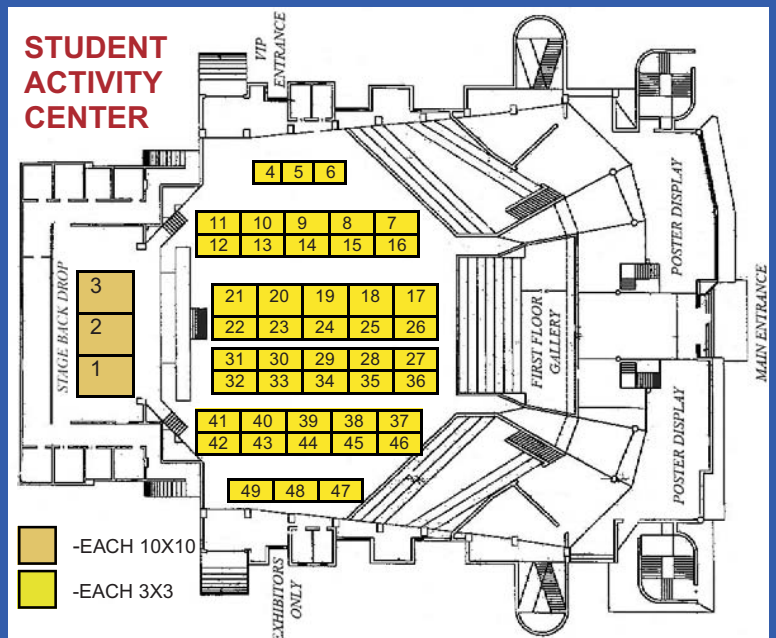 STUDENT
ACTIVITY
CENTER
VIP
ENTRANCE
4 5 6
11 10 9 8 7
12 13 14 15 16
POSTER DISPLAY
3
2
1
STAGE BACK DROP
21 20 19 18 17
22 23 24 25 26
31 30 29 28 27
32 33 34 35 36
FIRST FLOOR
GALLERY
MAIN ENTRANCE
41 40 39 38 37
42 43 44 45 46
POSTER DISPLAY
49 48 47
-EACH 10X10
-EACH 3X3
EXHIBITORS
ONLY